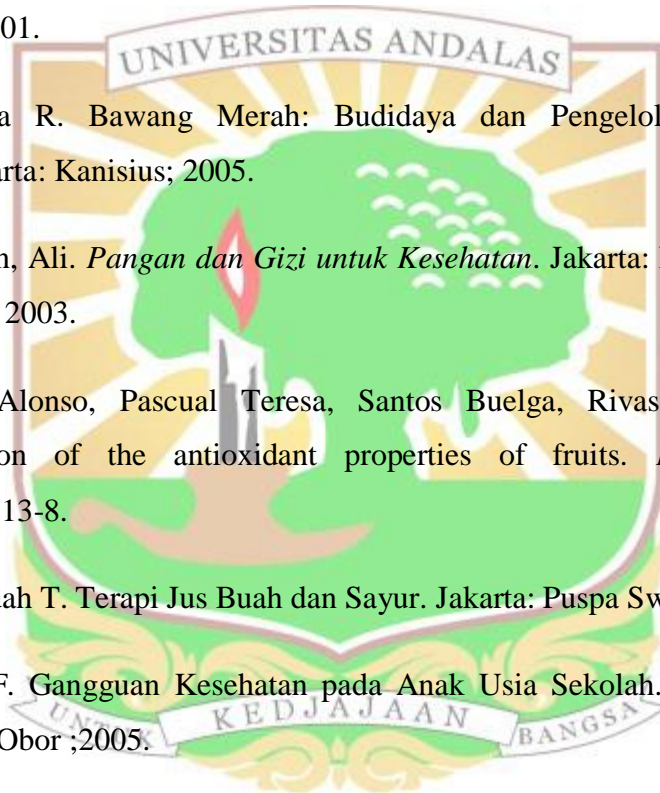 01.
UNIVERSITAS ANDALAS
a R. Bawang Merah: Budidaya dan Pengelol
arta: Kanisius; 2005.
n, Ali. Pangan dan Gizi untuk Kesehatan. Jakarta:
2003.
Alonso, Pascual Teresa, Santos Buelga, Rivas
on of the antioxidant properties of fruits.
13-8.
ah T. Terapi Jus Buah dan Sayur. Jakarta: Puspa Sw
F. Gangguan Kesehatan pada Anak Usia Sekolah.
UNTUK KEDJAJAAN BANGSA
Obor ;2005.